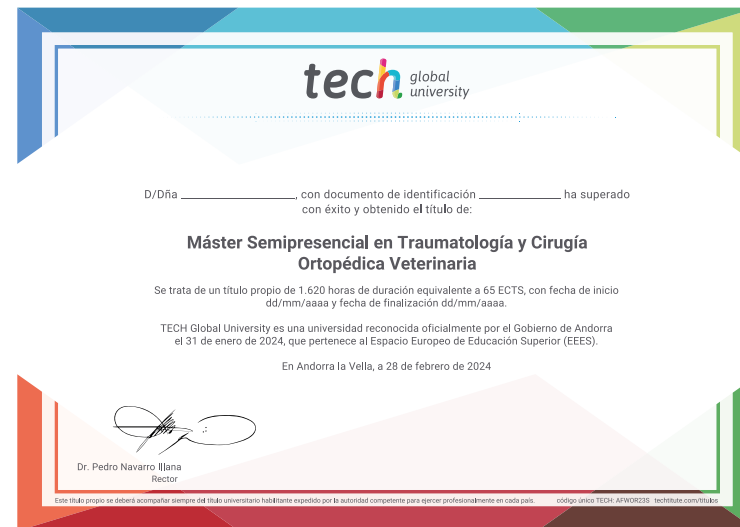 tech global university
D/Dña ____________________, con documento de identificación ______________ ha superado
con éxito y obtenido el título de:
Máster Semipresencial en Traumatología y Cirugía
Ortopédica Veterinaria
Se trata de un título propio de 1.620 horas de duración equivalente a 65 ECTS, con fecha de inicio
dd/mm/aaaa y fecha de finalización dd/mm/aaaa.
TECH Global University es una universidad reconocida oficialmente por el Gobierno de Andorra
el 31 de enero de 2024, que pertenece al Espacio Europeo de Educación Superior (EEES).
En Andorra la Vella, a 28 de febrero de 2024
Dr. Pedro Navarro Illana
Rector
Este título propio se deberá acompañar siempre del título universitario habilitante expedido por la autoridad competente para ejercer profesionalmente en cada país. código único TECH: AFWOR23S techtitute.com/titulos